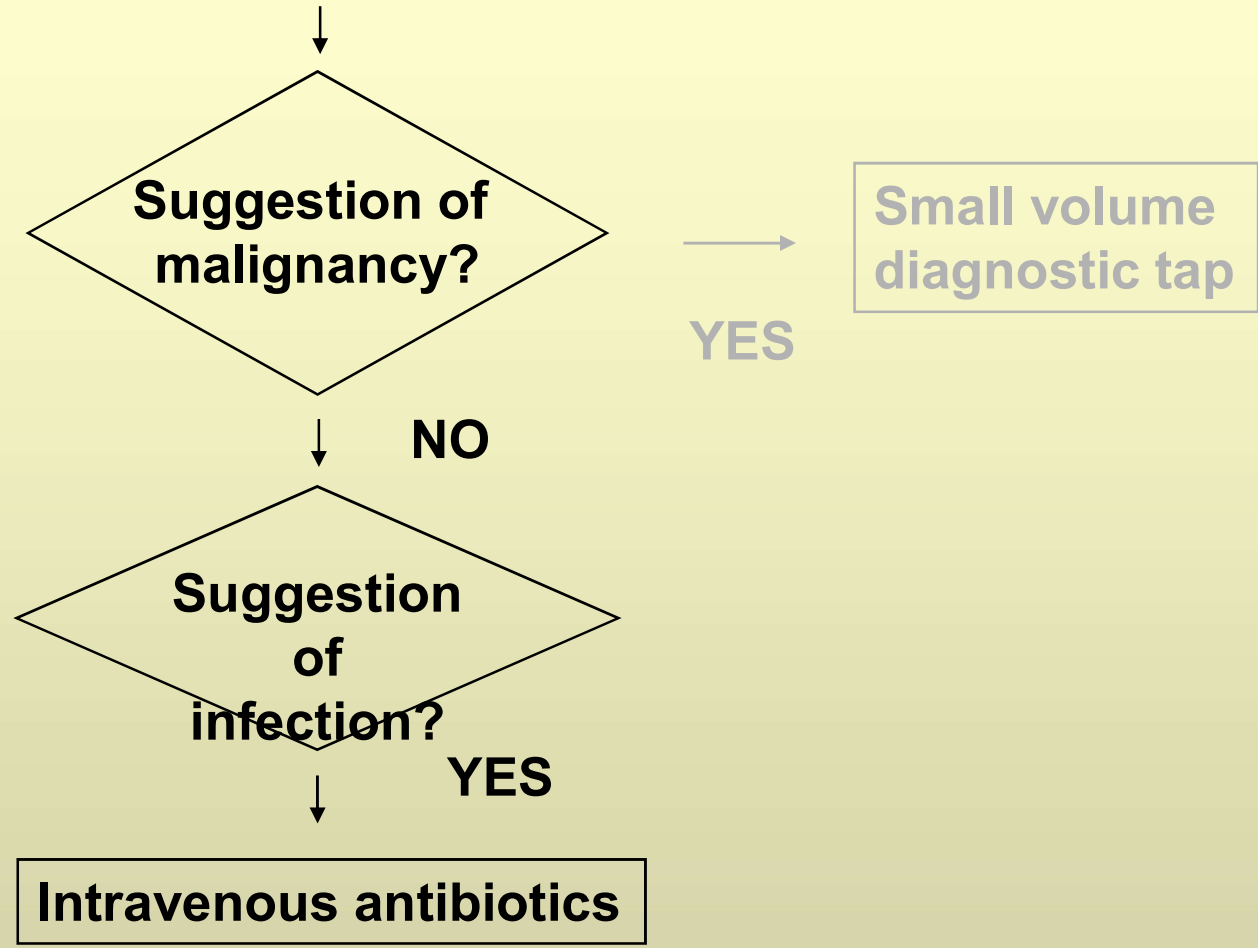 Suggestion of
malignancy?
Small volume
diagnostic tap
YES
NO
Suggestion
of
infection?
YES
Intravenous antibiotics